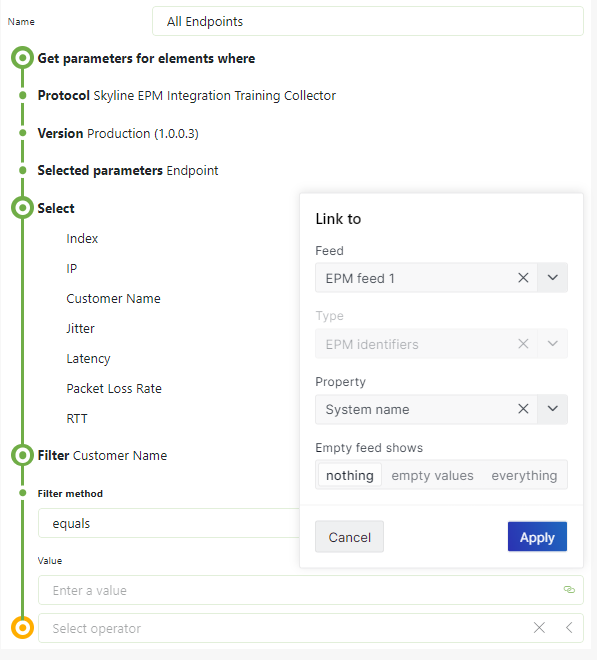 Name
All Endpoints
Get parameters for elements where
Protocol Skyline EPM Integration Training Collector
Version Production (1.0.0.3)
Selected parameters Endpoint
Select
Index
IP
Customer Name
Jitter
Latency
Packet Loss Rate
RTT
Filter Customer Name
Filter method
equals
Value
Enter a value
Select operator
Link to
Feed
EPM feed 1
Type
EPM identifiers
Property
System name
Empty feed shows
nothing empty values everything
Cancel Apply